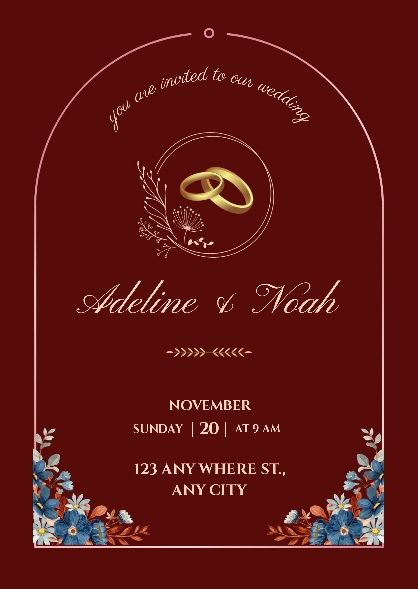 you are invited to our wedding
Adeline & Noah
NOVEMBER
SUNDAY | 20 | AT 9 AM
123 ANY WHERE ST.,
ANY CITY